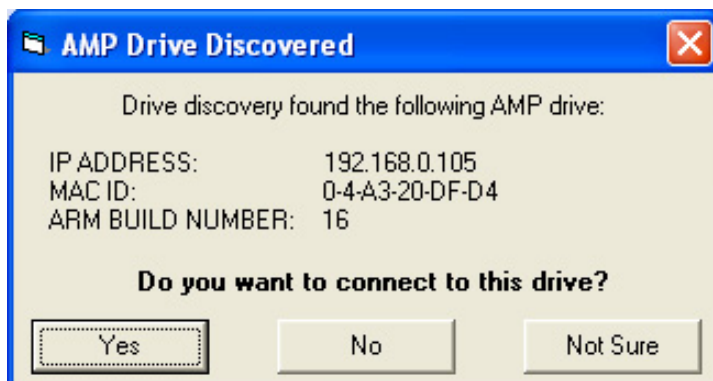 AMP Drive Discovered
Drive discovery found the following AMP drive:
IP ADDRESS: 192.168.0.105
MAC ID: 0-4-A3-20-DF-D4
ARM BUILD NUMBER: 16
Do you want to connect to this drive?
Yes No Not Sure